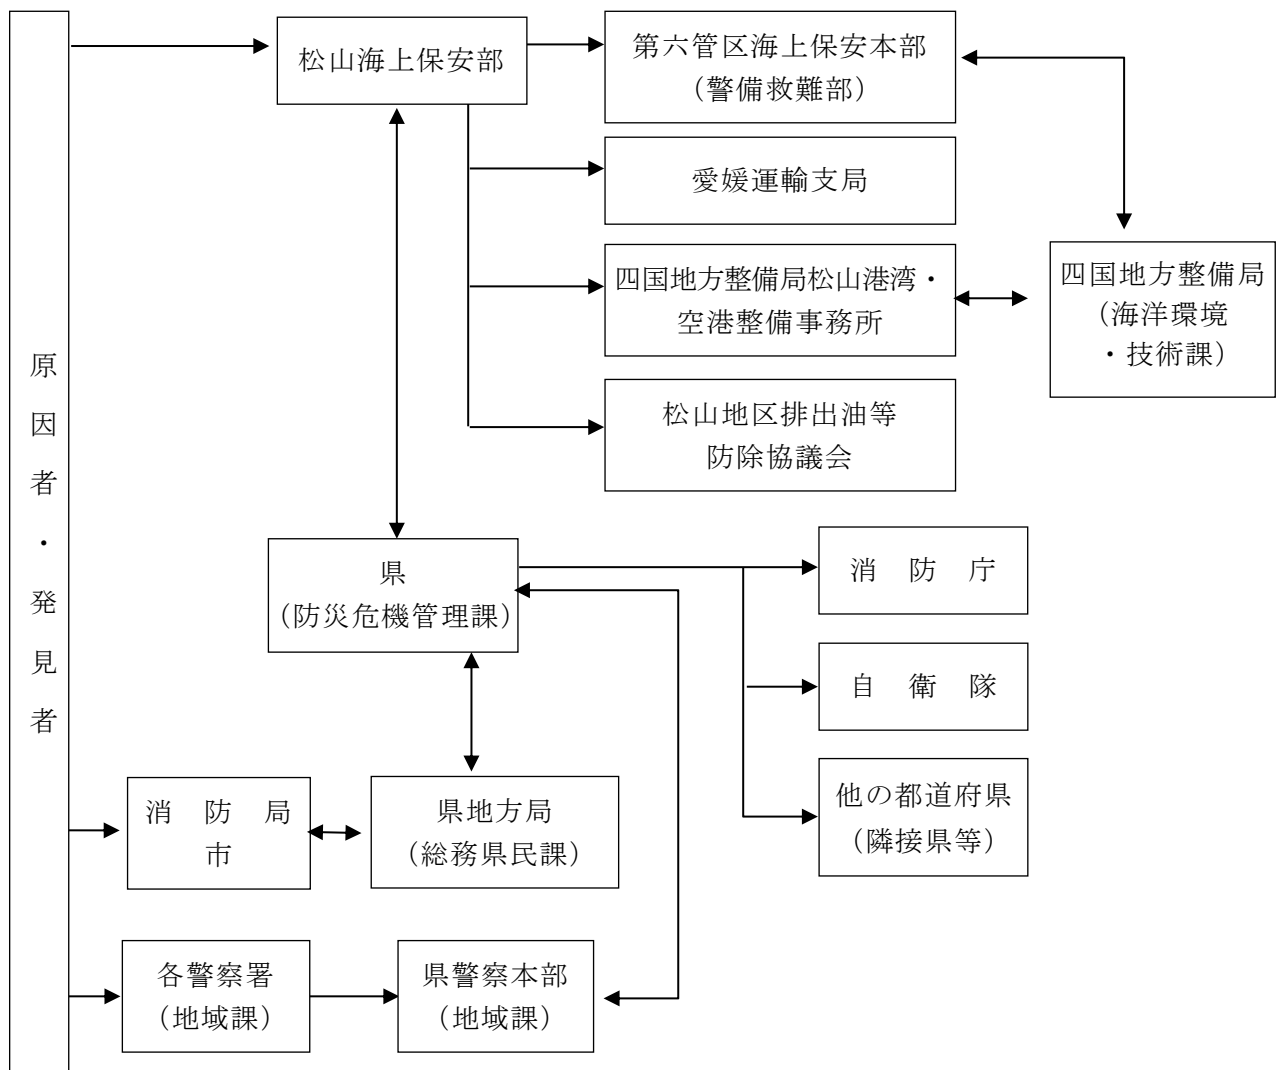 原因者・発見者
松山海上保安部
第六管区海上保安本部
（警備救難部）
愛媛運輸支局
四国地方整備局松山港湾・
空港整備事務所
四国地方整備局
（海洋環境
・技術課）
松山地区排出油等
防除協議会
県
（防災危機管理課）
消　防　庁
自　衛　隊
他の都道府県
（隣接県等）
消　防　局
市
県地方局
（総務県民課）
各警察署
（地域課）
県警察本部
（地域課）